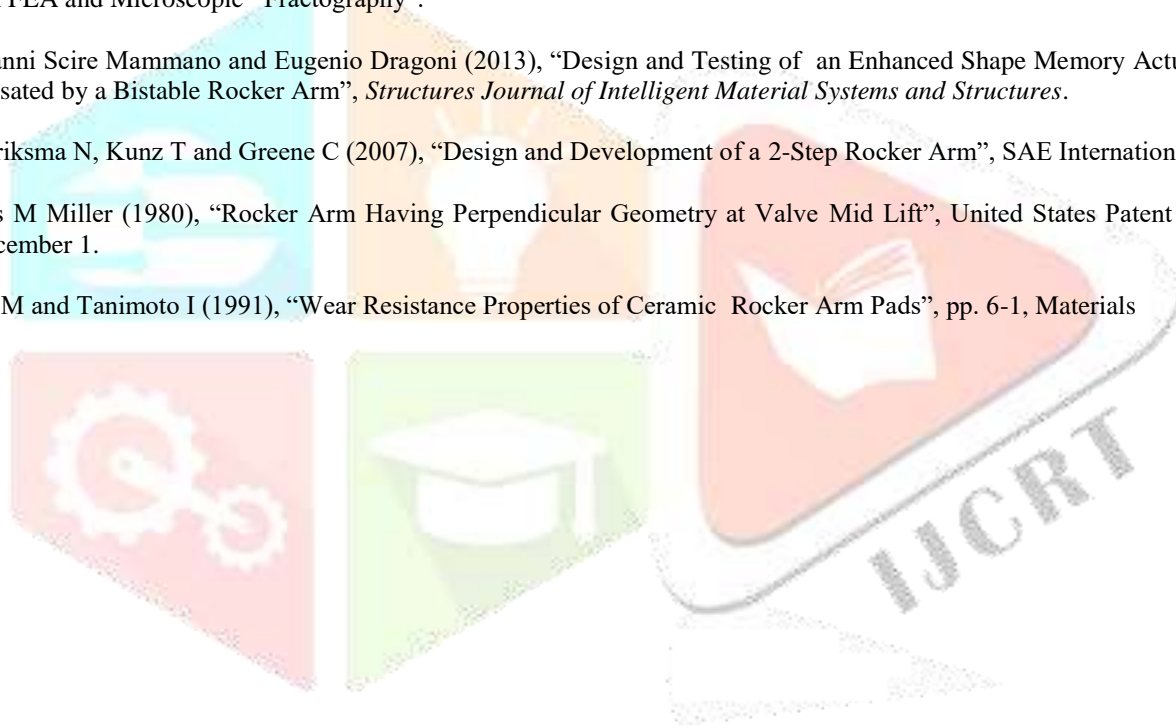 FEA and Microscopic "Fractography".
anni Scire Mammano and Eugenio Dragoni (2013), “Design and Testing of an Enhanced Shape Memory Actu
sated by a Bistable Rocker Arm”, Structures Journal of Intelligent Material Systems and Structures.
riksma N, Kunz T and Greene C (2007), “Design and Development of a 2-Step Rocker Arm”, SAE Internation
s M Miller (1980), “Rocker Arm Having Perpendicular Geometry at Valve Mid Lift”, United States Patent
cember 1.
M and Tanimoto I (1991), “Wear Resistance Properties of Ceramic Rocker Arm Pads”, pp. 6-1, Materials
IJCRT